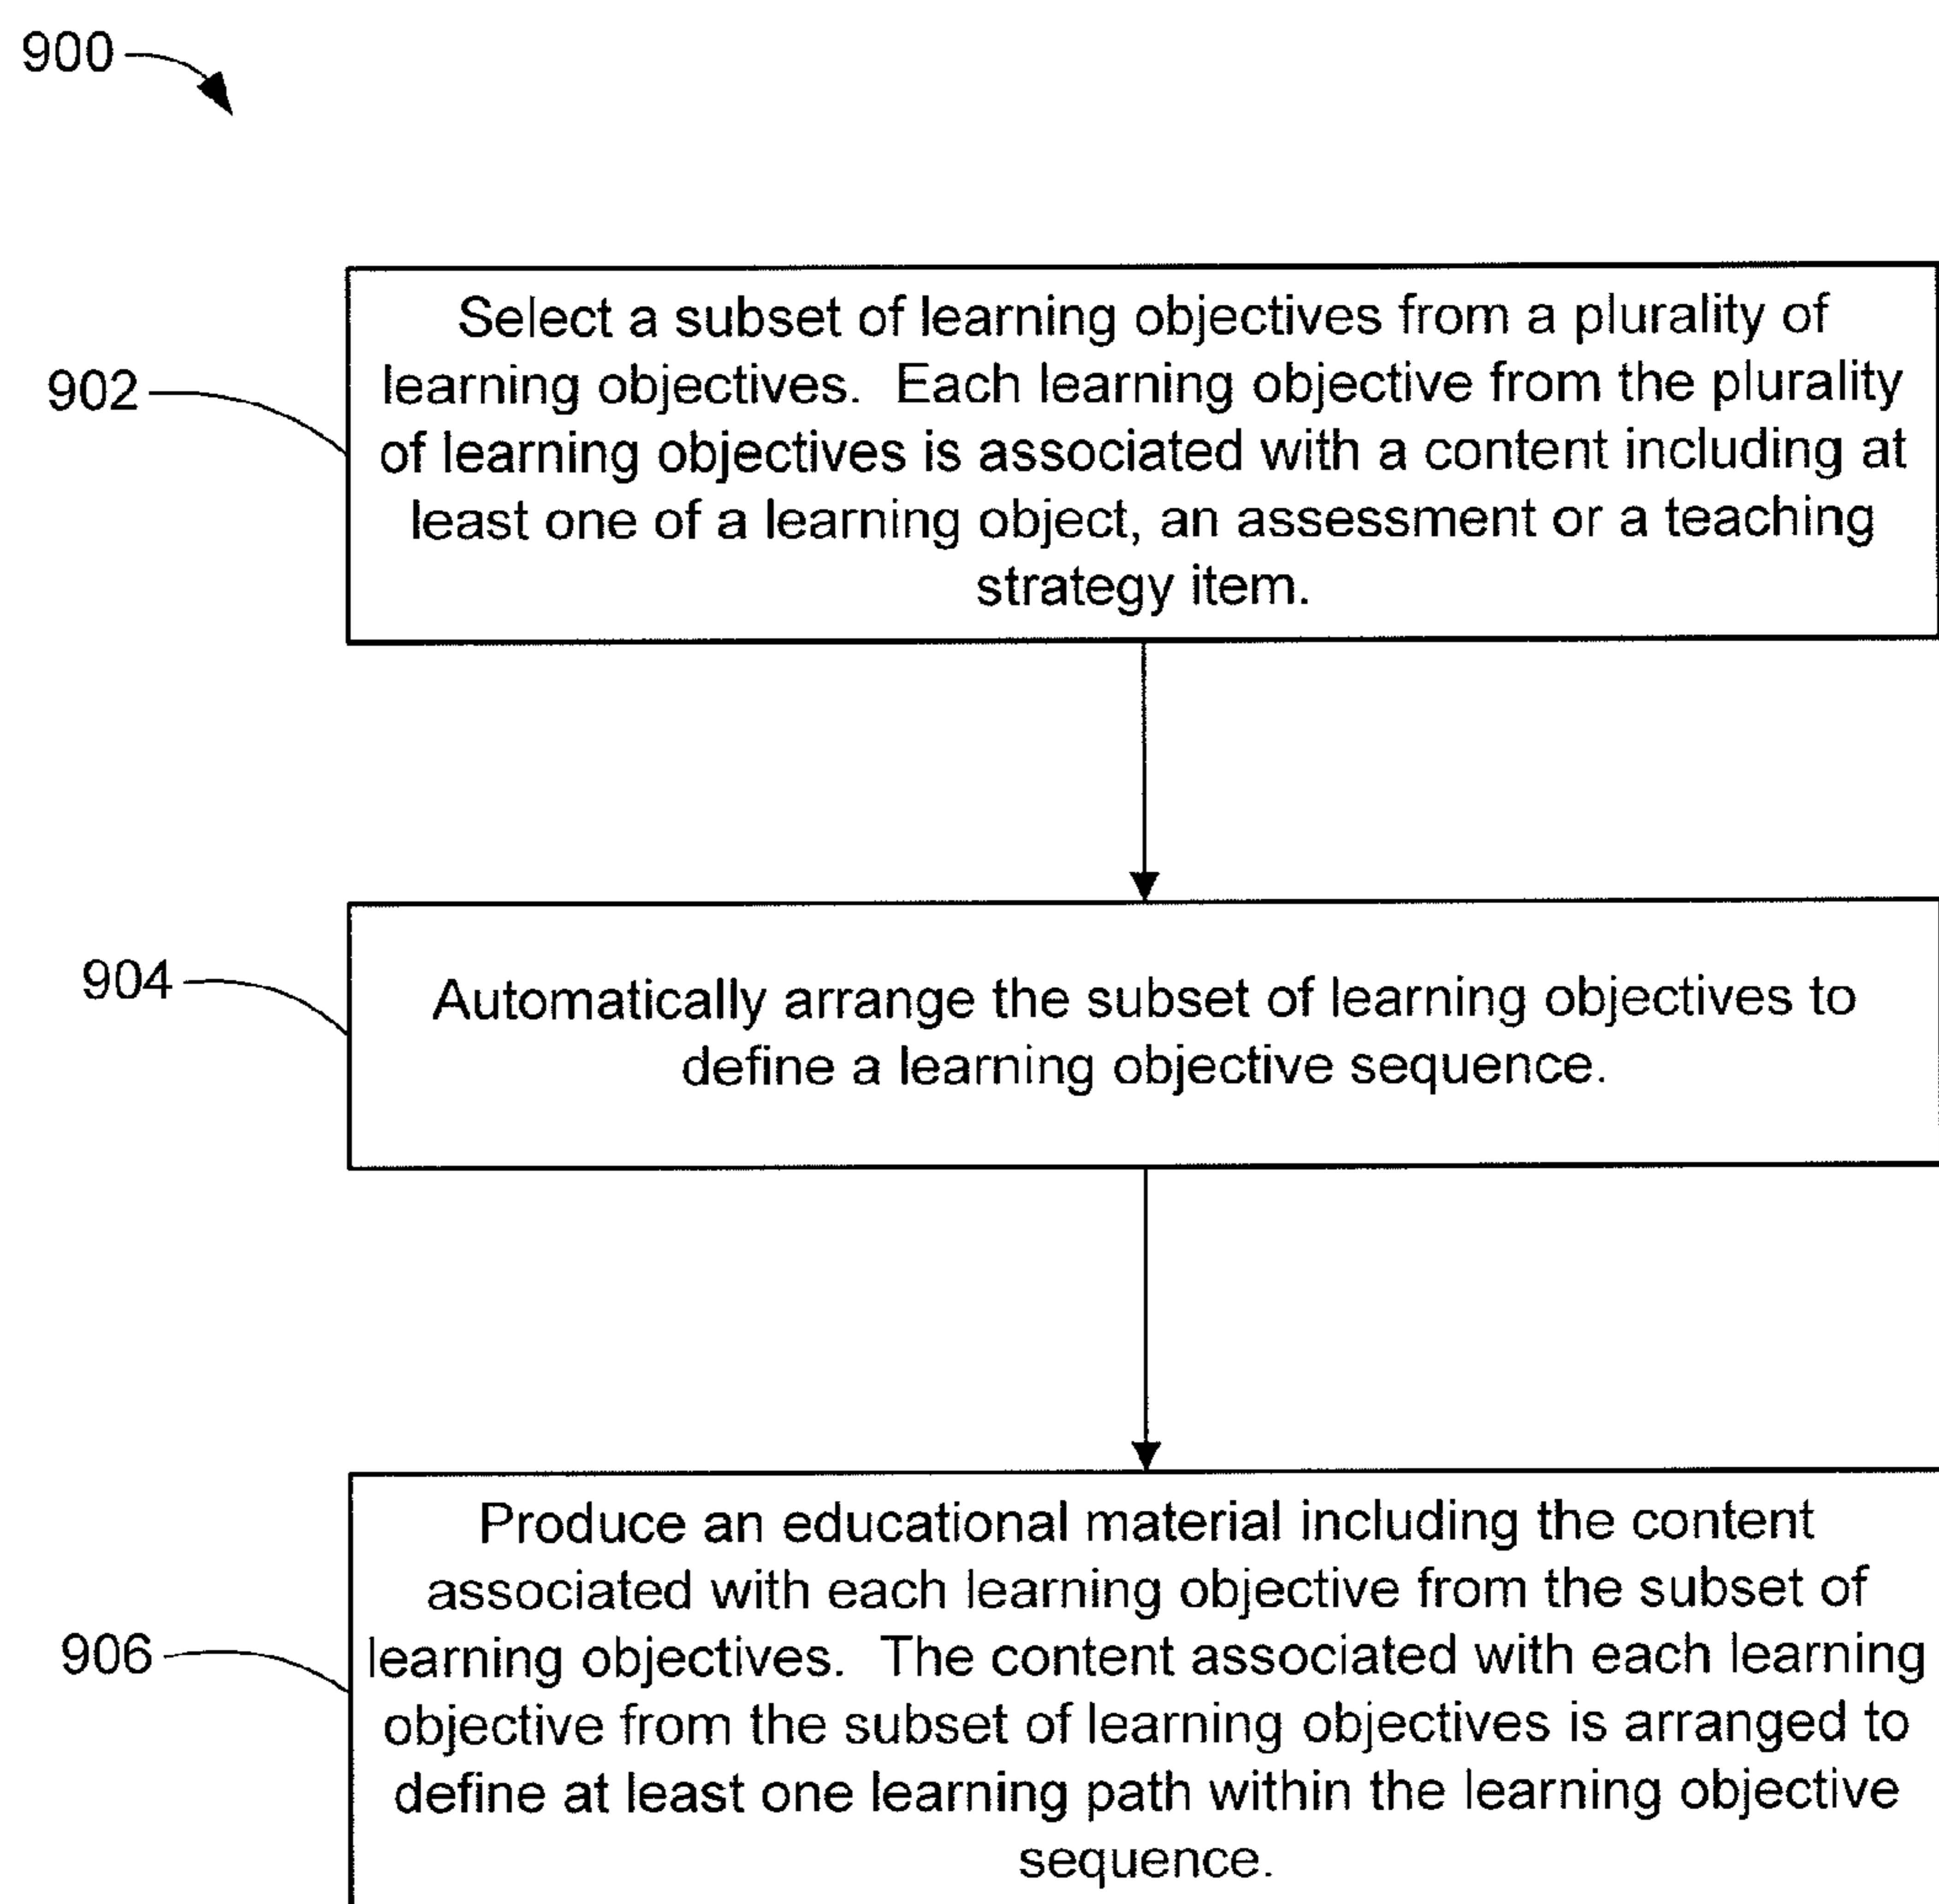 900
902
Select a subset of learning objectives from a plurality of
learning objectives.  Each learning objective from the plurality
of learning objectives is associated with a content including at
least one of a learning object, an assessment or a teaching
strategy item.
904
Automatically arrange the subset of learning objectives to
define a learning objective sequence.
906
Produce an educational material including the content
associated with each learning objective from the subset of
learning objectives.  The content associated with each learning
objective from the subset of learning objectives is arranged to
define at least one learning path within the learning objective
sequence.